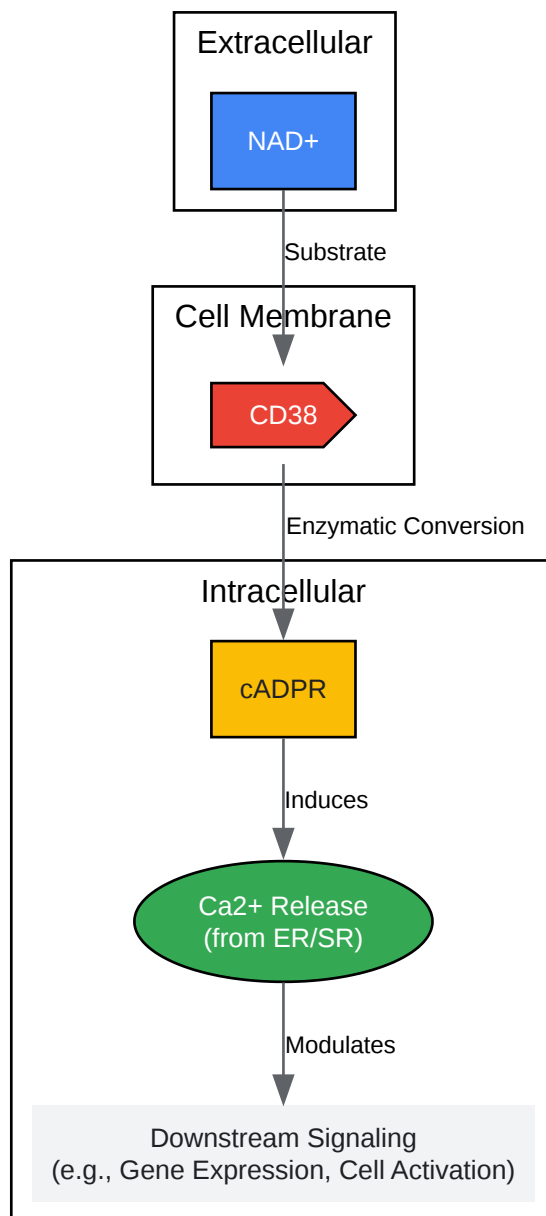 Extracellular
NAD+
Substrate
Cell Membrane
CD38
Enzymatic Conversion
Intracellular
cADPR
Induces
Ca2+ Release
(from ER/SR)
Modulates
Downstream Signaling
(e.g., Gene Expression, Cell Activation)